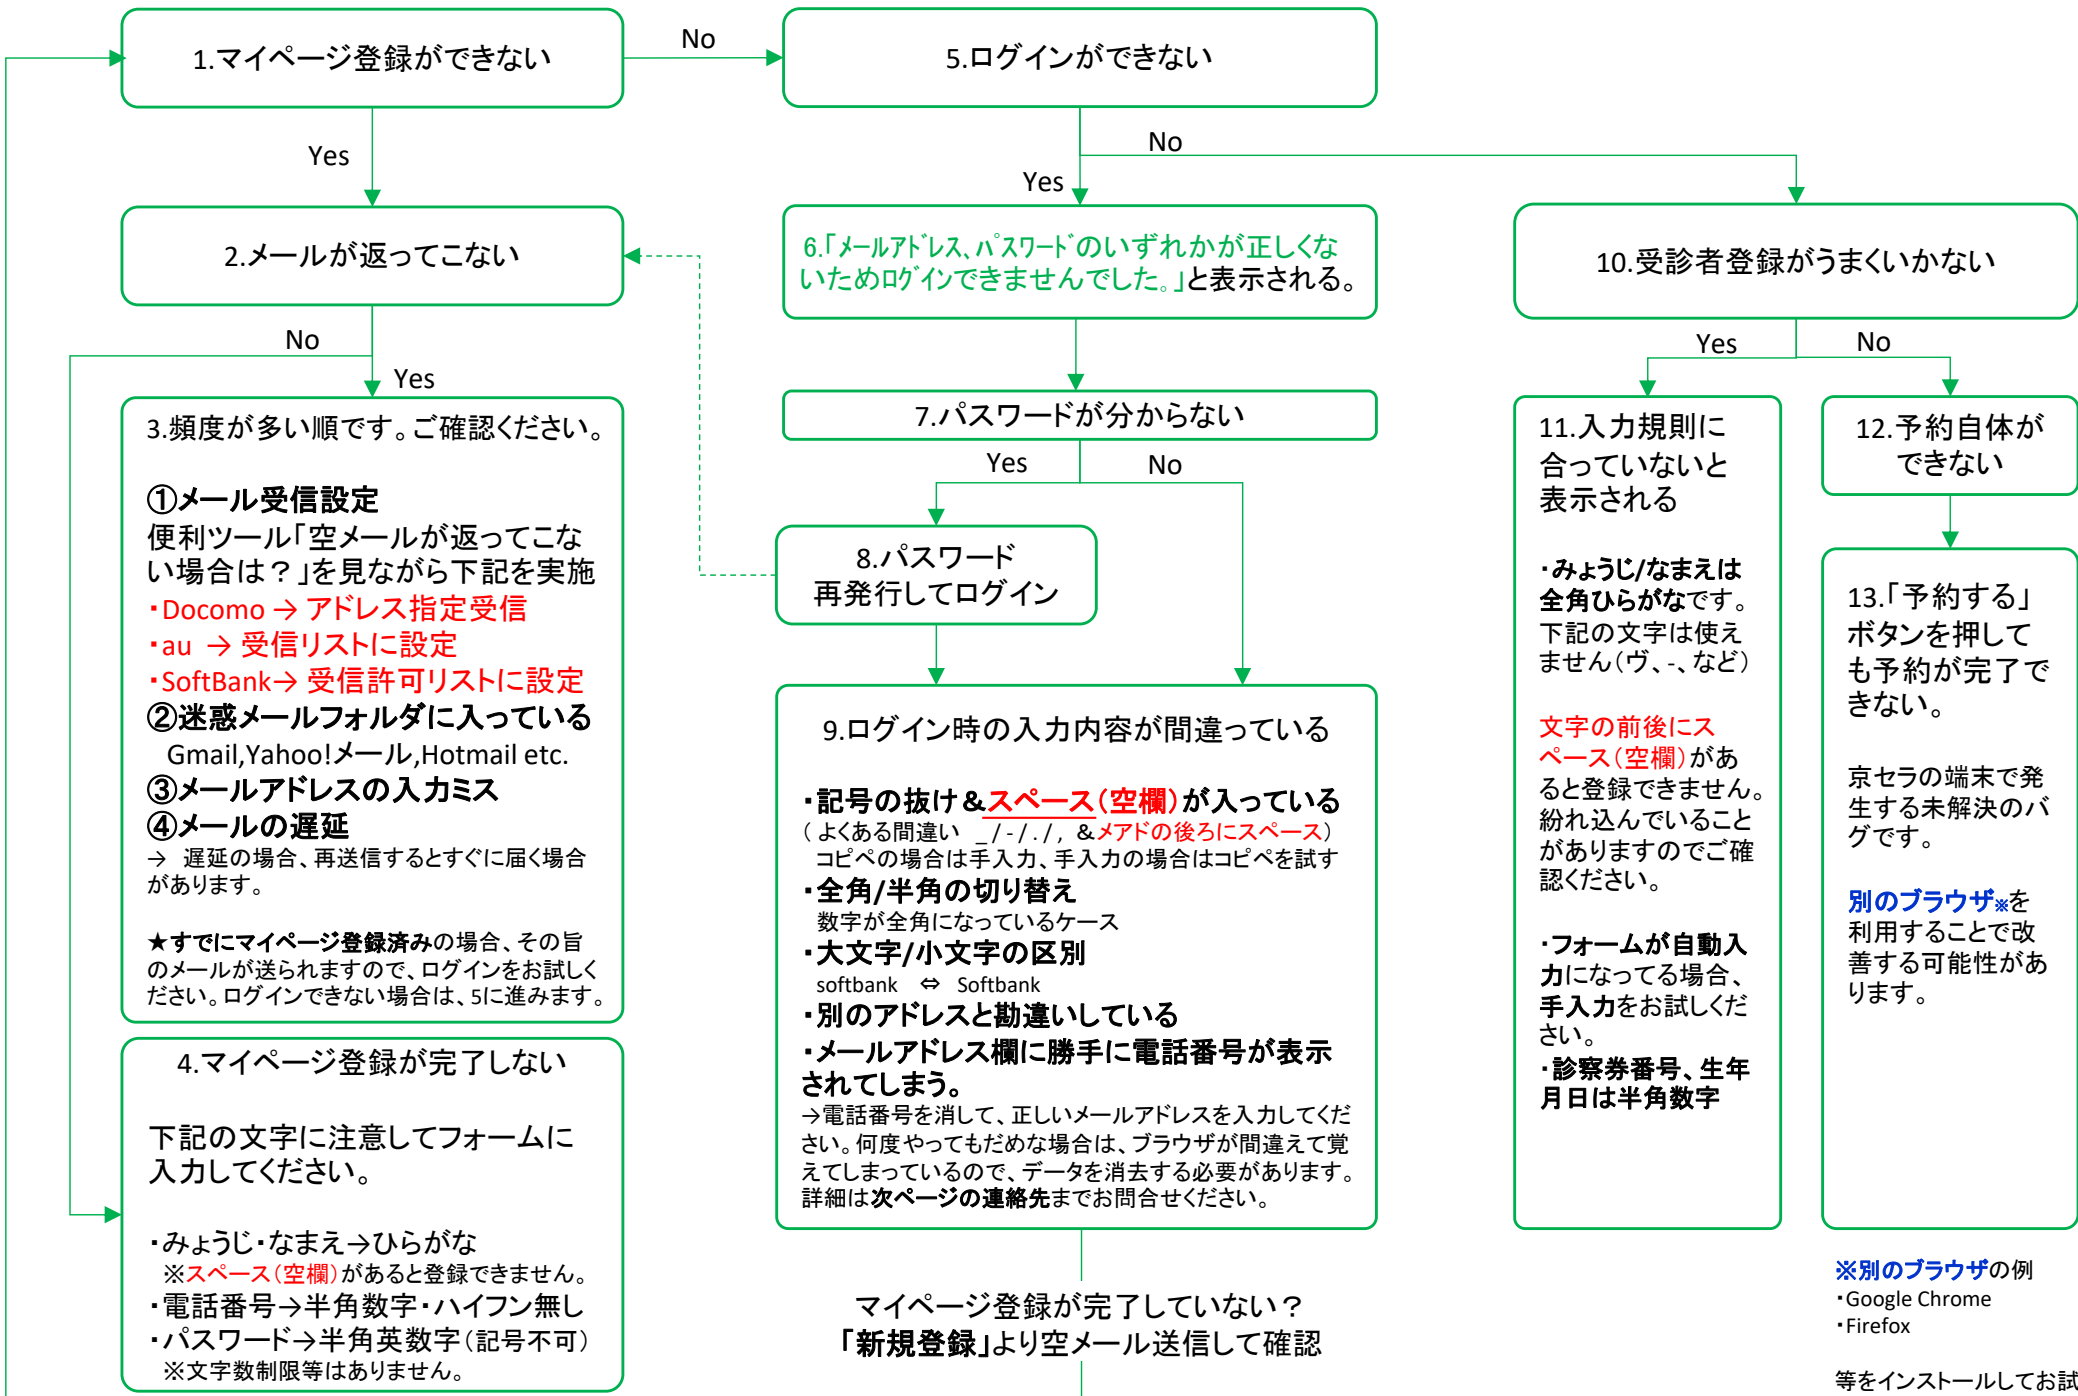 1.マイページ登録ができない
No
5.ログインができない
Yes
No
Yes
2.メールが返ってこない
6.「メールアドレス、パスワードのいずれかが正しくな
いためログインできませんでした。」と表示される。
10.受診者登録がうまくいかない
No
Yes
Yes
No
3.頻度が多い順です。ご確認ください。
①メール受信設定
便利ツール「空メールが返ってこな
い場合は？」を見ながら下記を実施
・Docomo → アドレス指定受信
・au → 受信リストに設定
・SoftBank→ 受信許可リストに設定
②迷惑メールフォルダに入っている
Gmail,Yahoo!メール,Hotmail etc.
③メールアドレスの入力ミス
④メールの遅延
→ 遅延の場合、再送信するとすぐに届く場合
があります。
★すでにマイページ登録済みの場合、その旨
のメールが送られますので、ログインをお試しく
ださい。ログインできない場合は、5に進みます。
4.マイページ登録が完了しない
下記の文字に注意してフォームに
入力してください。
・みょうじ・なまえ→ひらがな
※スペース（空欄）があると登録できません。
・電話番号→半角数字・ハイフン無し
・パスワード→半角英数字（記号不可）
※文字数制限等はありません。
7.パスワードが分からない
Yes
No
8.パスワード
再発行してログイン
9.ログイン時の入力内容が間違っている
・記号の抜け＆スペース（空欄）が入っている
（よくある間違い _ / - / . / , ＆メアドの後ろにスペース）
コピペの場合は手入力、手入力の場合はコピペを試す
・全角/半角の切り替え
数字が全角になっているケース
・大文字/小文字の区別
softbank ⇔ Softbank
・別のアドレスと勘違いしている
・メールアドレス欄に勝手に電話番号が表示
されてしまう。
→電話番号を消して、正しいメールアドレスを入力してくだ
さい。何度やってもだめな場合は、ブラウザが間違えて覚
えてしまっているので、データを消去する必要があります。
詳細は次ページの連絡先までお問合せください。
マイページ登録が完了していない？
「新規登録」より空メール送信して確認
11.入力規則に
合っていないと
表示される
・みょうじ/なまえは
全角ひらがなです。
下記の文字は使え
ません（ヴ、-、など）
文字の前後にス
ペース（空欄）があ
ると登録できません。
紛れ込んでいること
がありますのでご確
認ください。
・フォームが自動入
力になってる場合、
手入力をお試しくだ
さい。
・診察券番号、生年
月日は半角数字
12.予約自体が
できない
13.「予約する」
ボタンを押して
も予約が完了で
きない。
京セラの端末で発
生する未解決のバ
グです。
別のブラウザ※を
利用することで改
善する可能性があ
ります。
※別のブラウザの例
・Google Chrome
・Firefox
等をインストールしてお試